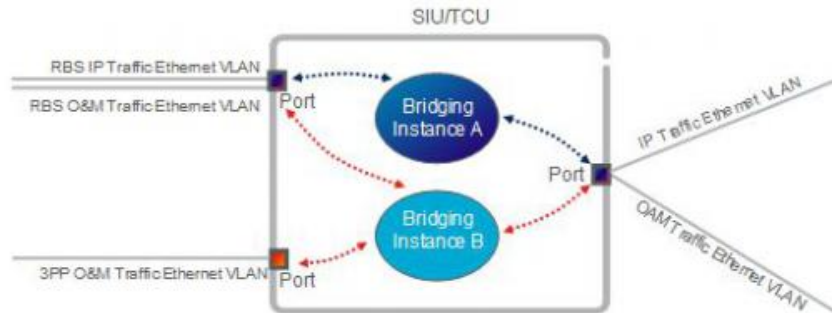 SIU/TCU
RBS IP Traffic Ethernet VLAN
RBS O&M Traffic Ethernet VLAN
Port
Bridging
Instance A
IP Traffic Ethernet VLAN
Port
Bridging
Instance B
OAM Traffic Ethernet VLAN
3PP O&M Traffic Ethernet VLAN
Port